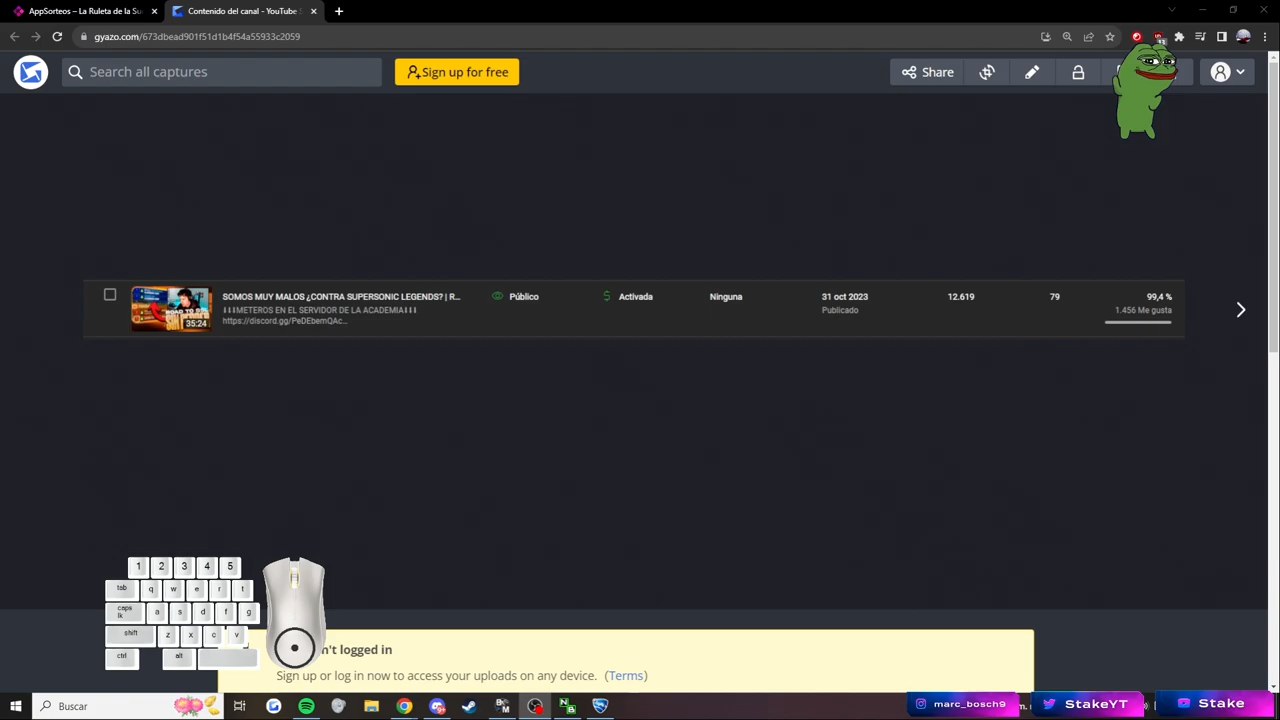 AppSorteos – La Ruleta de la Su
Contenido del canal - YouTube S
gyazo.com/673dbead901f51d1b4f54a55933c2059
Search all captures
Sign up for free
Share
SOMOS MUY MALOS ¿CONTRA SUPERSONIC LEGENDS? | R...
Público
Activada
Ninguna
31 oct 2023
12.619
79
99,4 %
⬇⬇⬇METEROS EN EL SERVIDOR DE LA ACADEMIA⬇⬇⬇
Publicado
1.456 Me gusta
https://discord.gg/PeDEbemQAc...
35:24
1 2 3 4 5
tab q w e r t
caps lk a s d f g
shift z x c v
ctrl alt
n't logged in
Sign up or log in now to access your uploads on any device. (Terms)
Buscar
marc_bosch9
StakeYT
Stake